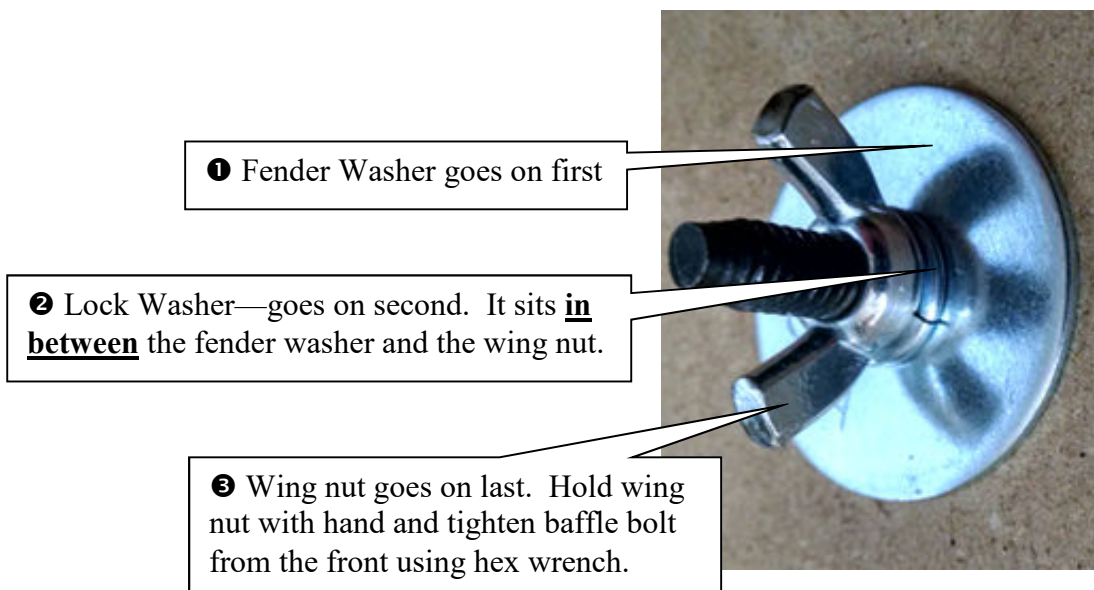 ❶ Fender Washer goes on first
❷ Lock Washer—goes on second.  It sits in
between the fender washer and the wing nut.
❸ Wing nut goes on last.  Hold wing
nut with hand and tighten baffle bolt
from the front using hex wrench.